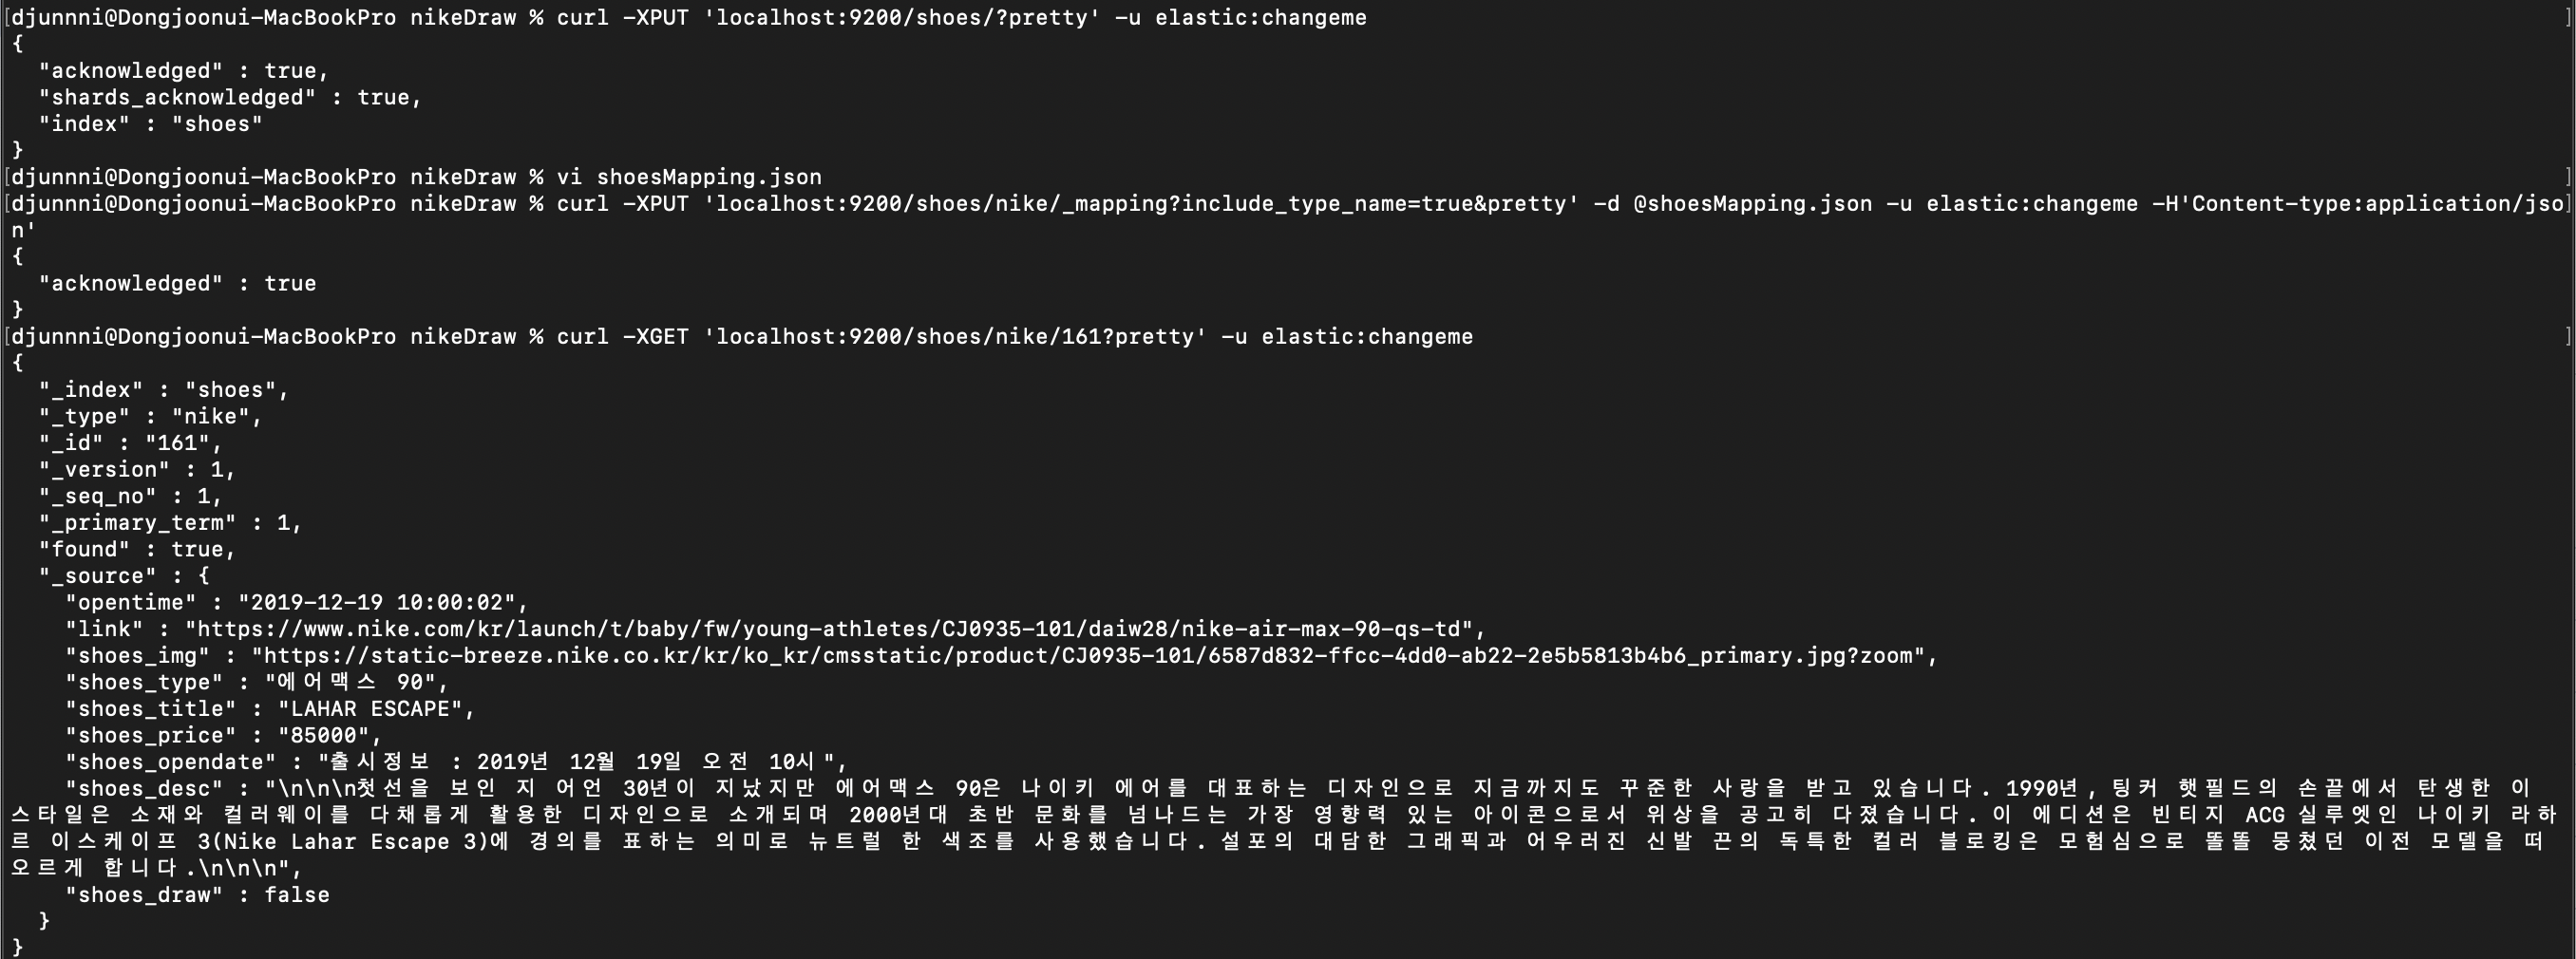 [djunnni@Dongjoonui-MacBookPro nikeDraw % curl -XPUT 'localhost:9200/shoes/?pretty' -u elastic:changeme ]
{
  "acknowledged" : true,
  "shards_acknowledged" : true,
  "index" : "shoes"
}
[djunnni@Dongjoonui-MacBookPro nikeDraw % vi shoesMapping.json ]
[djunnni@Dongjoonui-MacBookPro nikeDraw % curl -XPUT 'localhost:9200/shoes/nike/_mapping?include_type_name=true&pretty' -d @shoesMapping.json -u elastic:changeme -H'Content-type:application/jso]
n'
{
  "acknowledged" : true
}
[djunnni@Dongjoonui-MacBookPro nikeDraw % curl -XGET 'localhost:9200/shoes/nike/161?pretty' -u elastic:changeme ]
{
  "_index" : "shoes",
  "_type" : "nike",
  "_id" : "161",
  "_version" : 1,
  "_seq_no" : 1,
  "_primary_term" : 1,
  "found" : true,
  "_source" : {
    "opentime" : "2019-12-19 10:00:02",
    "link" : "https://www.nike.com/kr/launch/t/baby/fw/young-athletes/CJ0935-101/daiw28/nike-air-max-90-qs-td",
    "shoes_img" : "https://static-breeze.nike.co.kr/kr/ko_kr/cmsstatic/product/CJ0935-101/6587d832-ffcc-4dd0-ab22-2e5b5813b4b6_primary.jpg?zoom",
    "shoes_type" : "에어맥스 90",
    "shoes_title" : "LAHAR ESCAPE",
    "shoes_price" : "85000",
    "shoes_opendate" : "출시정보 : 2019년 12월 19일 오전 10시",
    "shoes_desc" : "\n\n\n첫선을 보인 지 어언 30년이 지났지만 에어맥스 90은 나이키 에어를 대표하는 디자인으로 지금까지도 꾸준한 사랑을 받고 있습니다. 1990년, 팅커 햇필드의 손끝에서 탄생한 이
스타일은 소재와 컬러웨이를 다채롭게 활용한 디자인으로 소개되며 2000년대 초반 문화를 넘나드는 가장 영향력 있는 아이콘으로서 위상을 공고히 다졌습니다. 이 에디션은 빈티지 ACG 실루엣인 나이키 라하
르 이스케이프 3(Nike Lahar Escape 3)에 경의를 표하는 의미로 뉴트럴 한 색조를 사용했습니다. 설포의 대담한 그래픽과 어우러진 신발 끈의 독특한 컬러 블로킹은 모험심으로 똘똘 뭉쳤던 이전 모델을 떠
오르게 합니다.\n\n\n",
    "shoes_draw" : false
  }
}